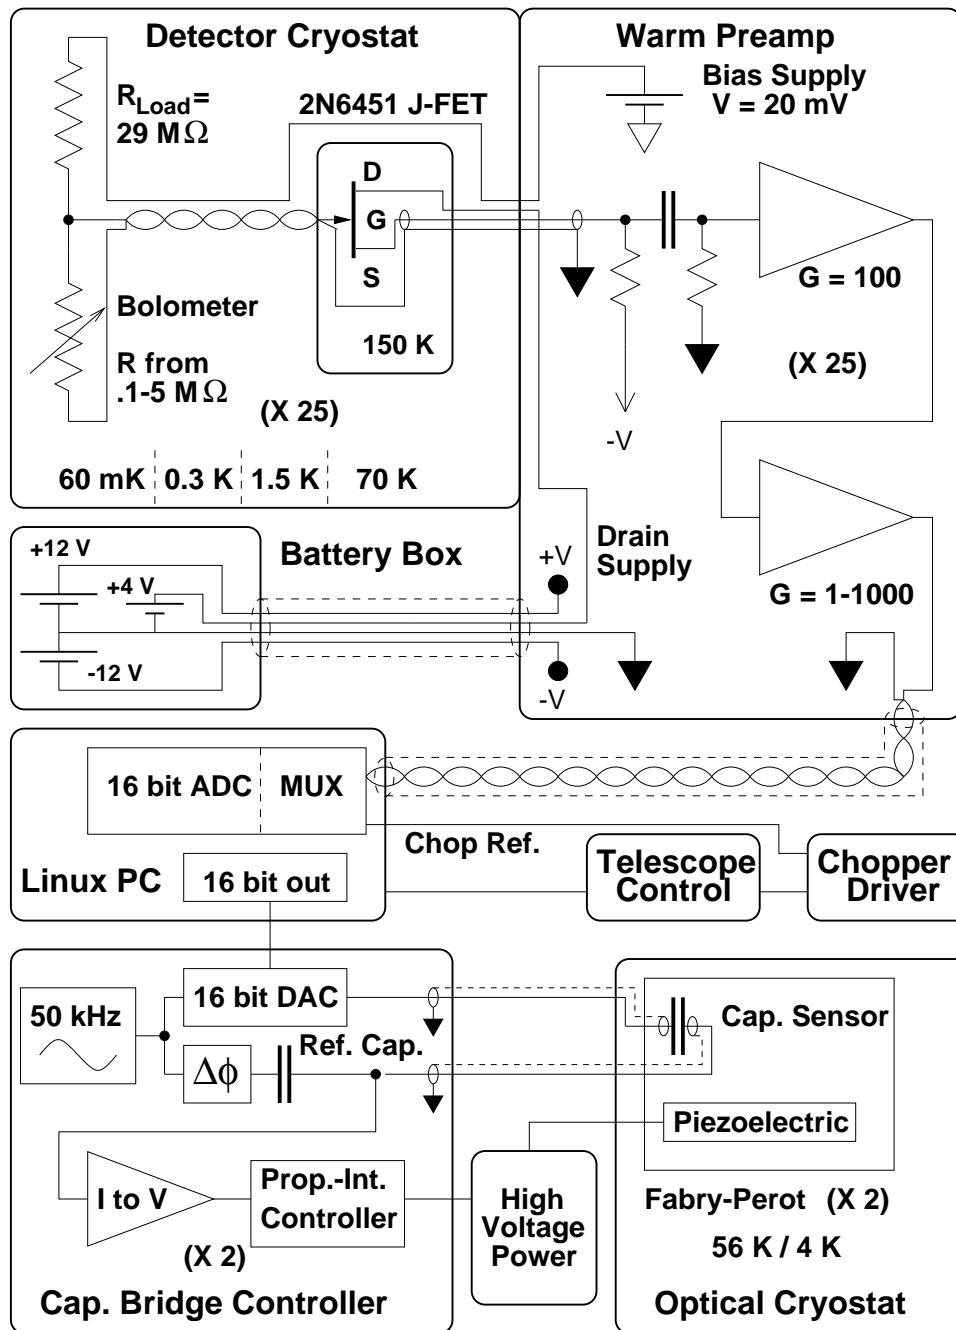 Detector Cryostat
R_Load =
29 MΩ
2N6451 J-FET
D
G
S
150 K
Bolometer
R from
.1-5 MΩ
(X 25)
60 mK
0.3 K
1.5 K
70 K
Warm Preamp
Bias Supply
V = 20 mV
G = 100
(X 25)
-V
Drain
Supply
+V
-V
G = 1-1000
Battery Box
+12 V
+4 V
-12 V
16 bit ADC
MUX
Linux PC
16 bit out
Chop Ref.
Telescope
Control
Chopper
Driver
50 kHz
16 bit DAC
Δϕ
Ref. Cap.
I to V
Prop.-Int.
Controller
(X 2)
Cap. Bridge Controller
High
Voltage
Power
Cap. Sensor
Piezoelectric
Fabry-Perot (X 2)
56 K / 4 K
Optical Cryostat